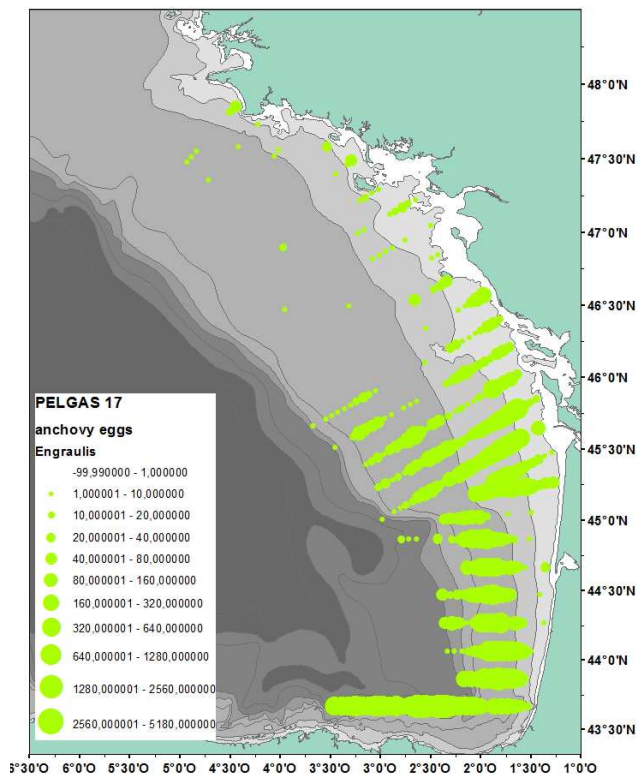 48°0'N
47°30'N
47°0'N
46°30'N
46°0'N
45°30'N
45°0'N
44°30'N
44°0'N
43°30'N
PELGAS 17
anchovy eggs
Engraulis
-99,990000 - 1,000000
1,000001 - 10,000000
10,000001 - 20,000000
20,000001 - 40,000000
40,000001 - 80,000000
80,000001 - 160,000000
160,000001 - 320,000000
320,000001 - 640,000000
640,000001 - 1280,000000
1280,000001 - 2560,000000
2560,000001 - 5180,000000
6°30'O 6°0'O 5°30'O 5°0'O 4°30'O 4°0'O 3°30'O 3°0'O 2°30'O 2°0'O 1°30'O 1°0'O